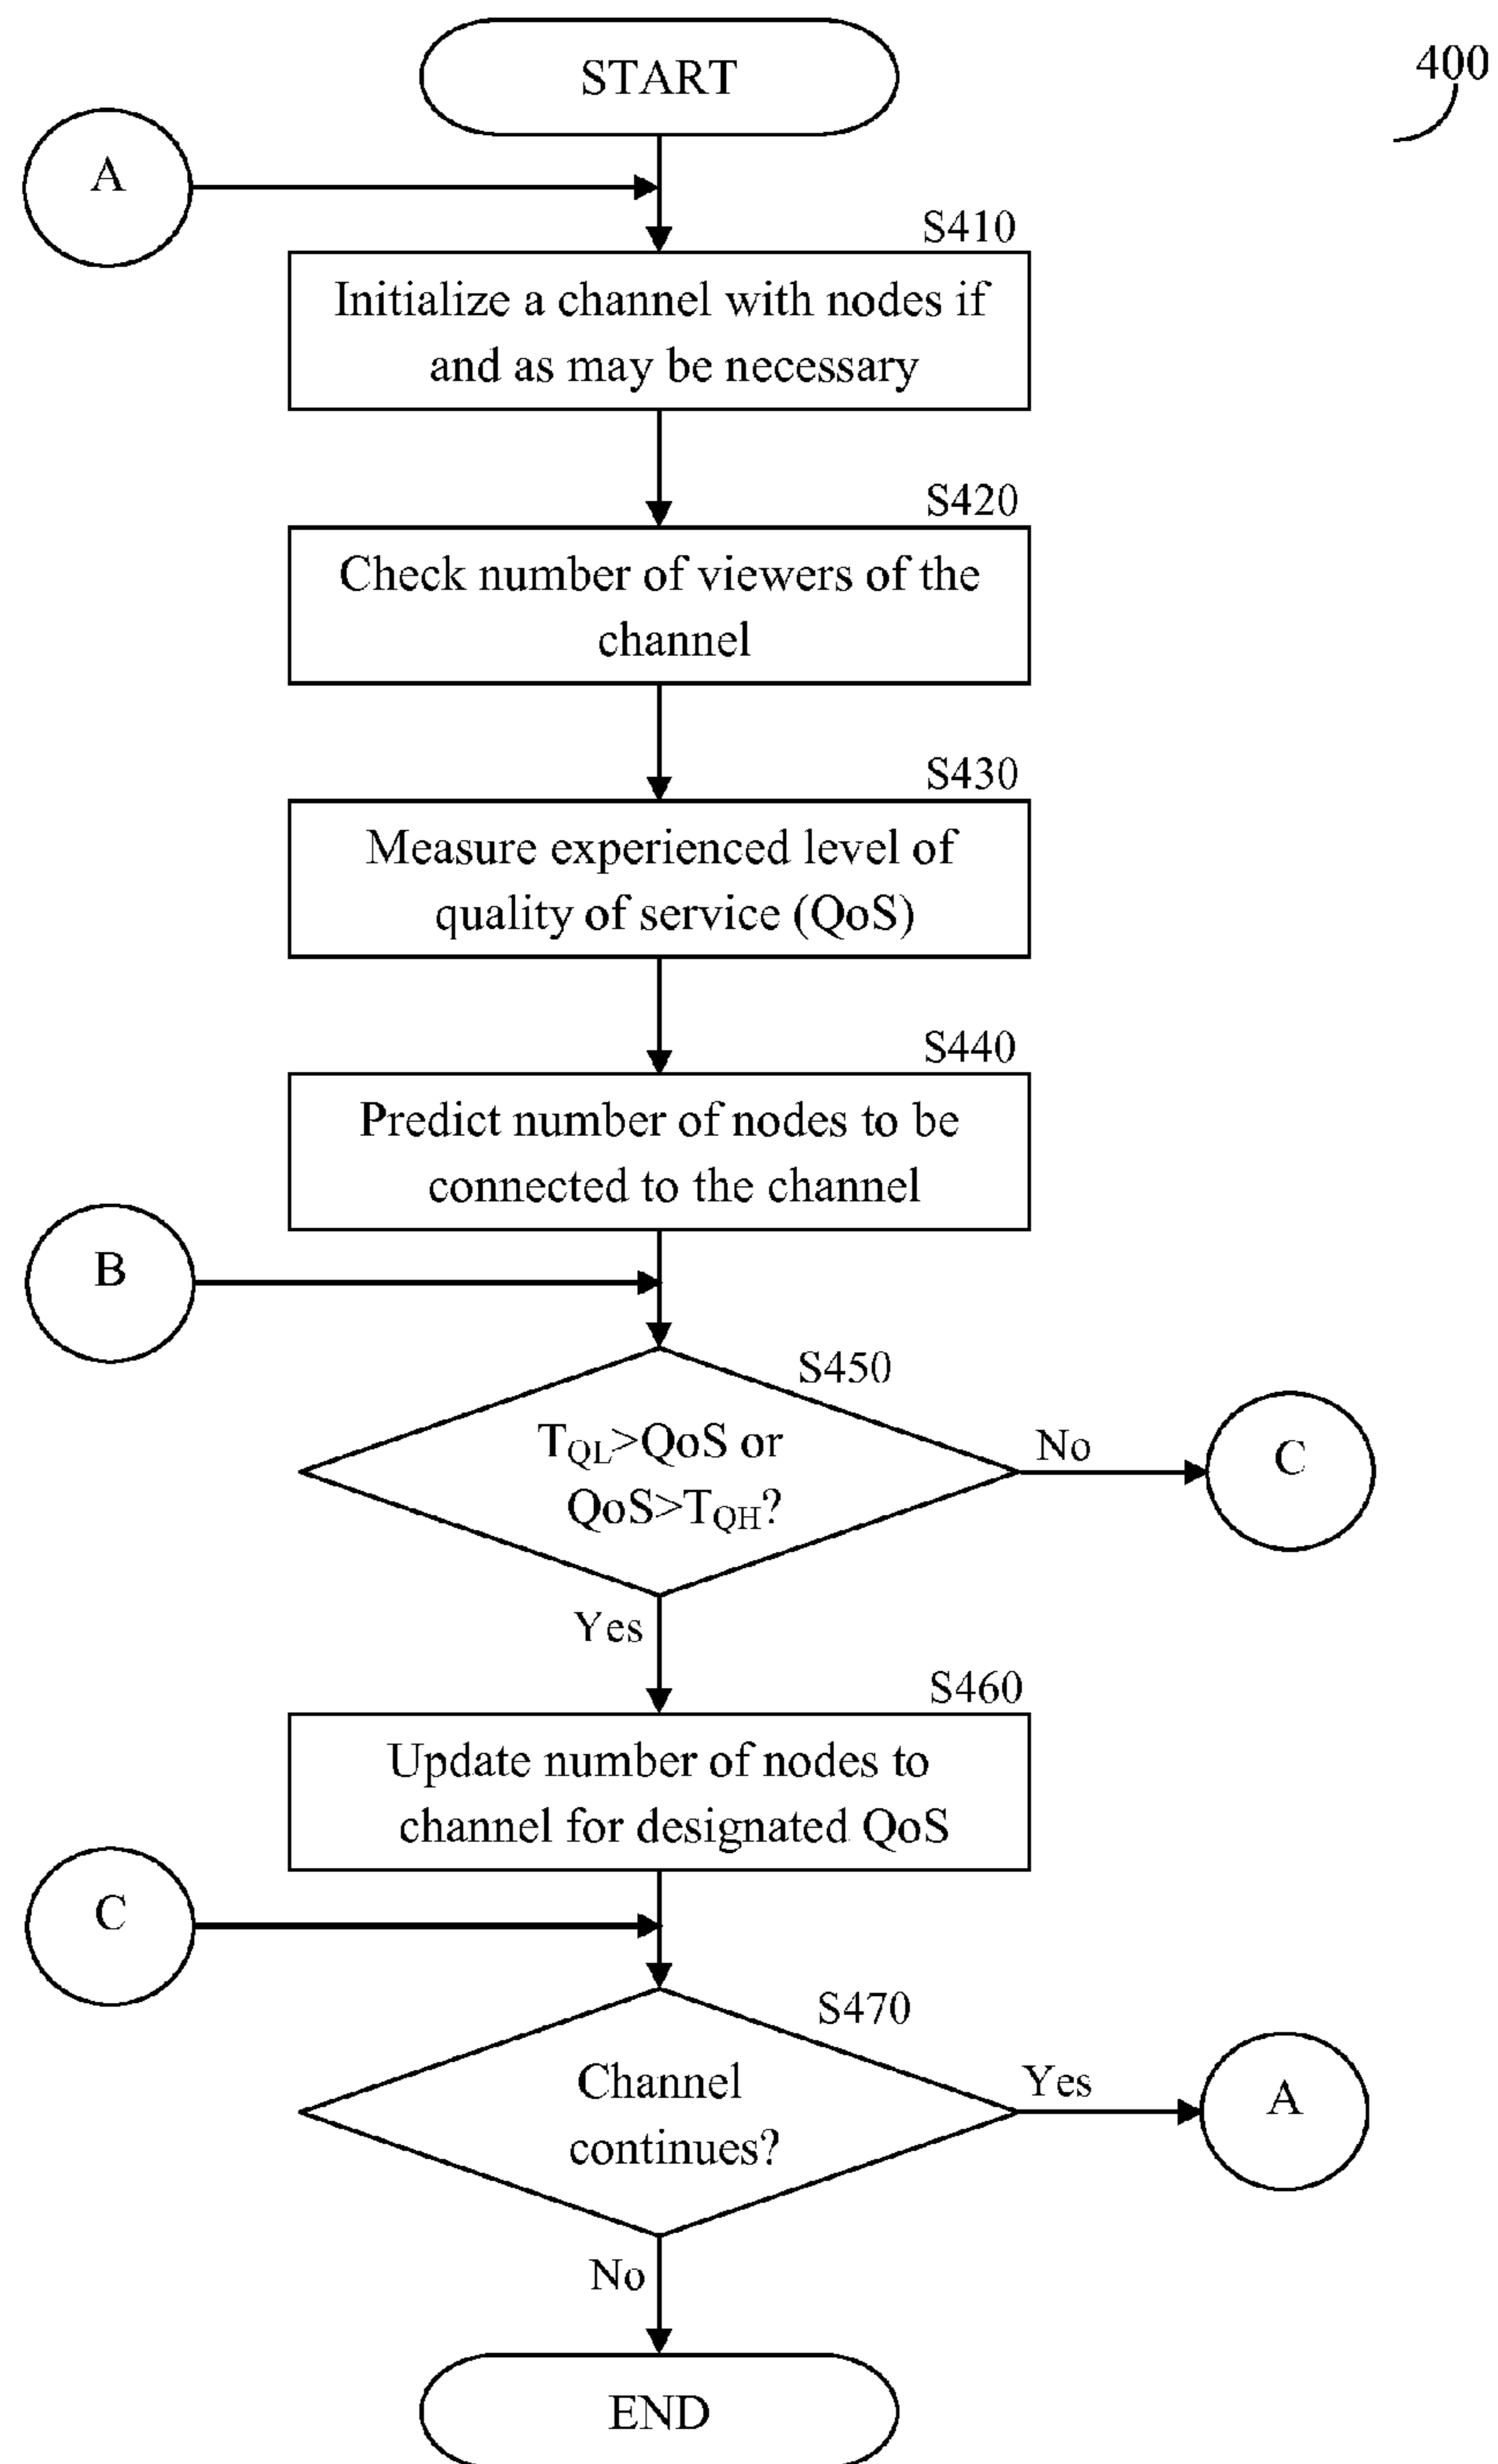 START
400
A
S410
Initialize a channel with nodes if
and as may be necessary
S420
Check number of viewers of the
channel
S430
Measure experienced level of
quality of service (QoS)
S440
Predict number of nodes to be
connected to the channel
B
S450
TQL>QoS or
QoS>TQH?
No
C
Yes
S460
Update number of nodes to
channel for designated QoS
C
S470
Channel
continues?
Yes
A
No
END